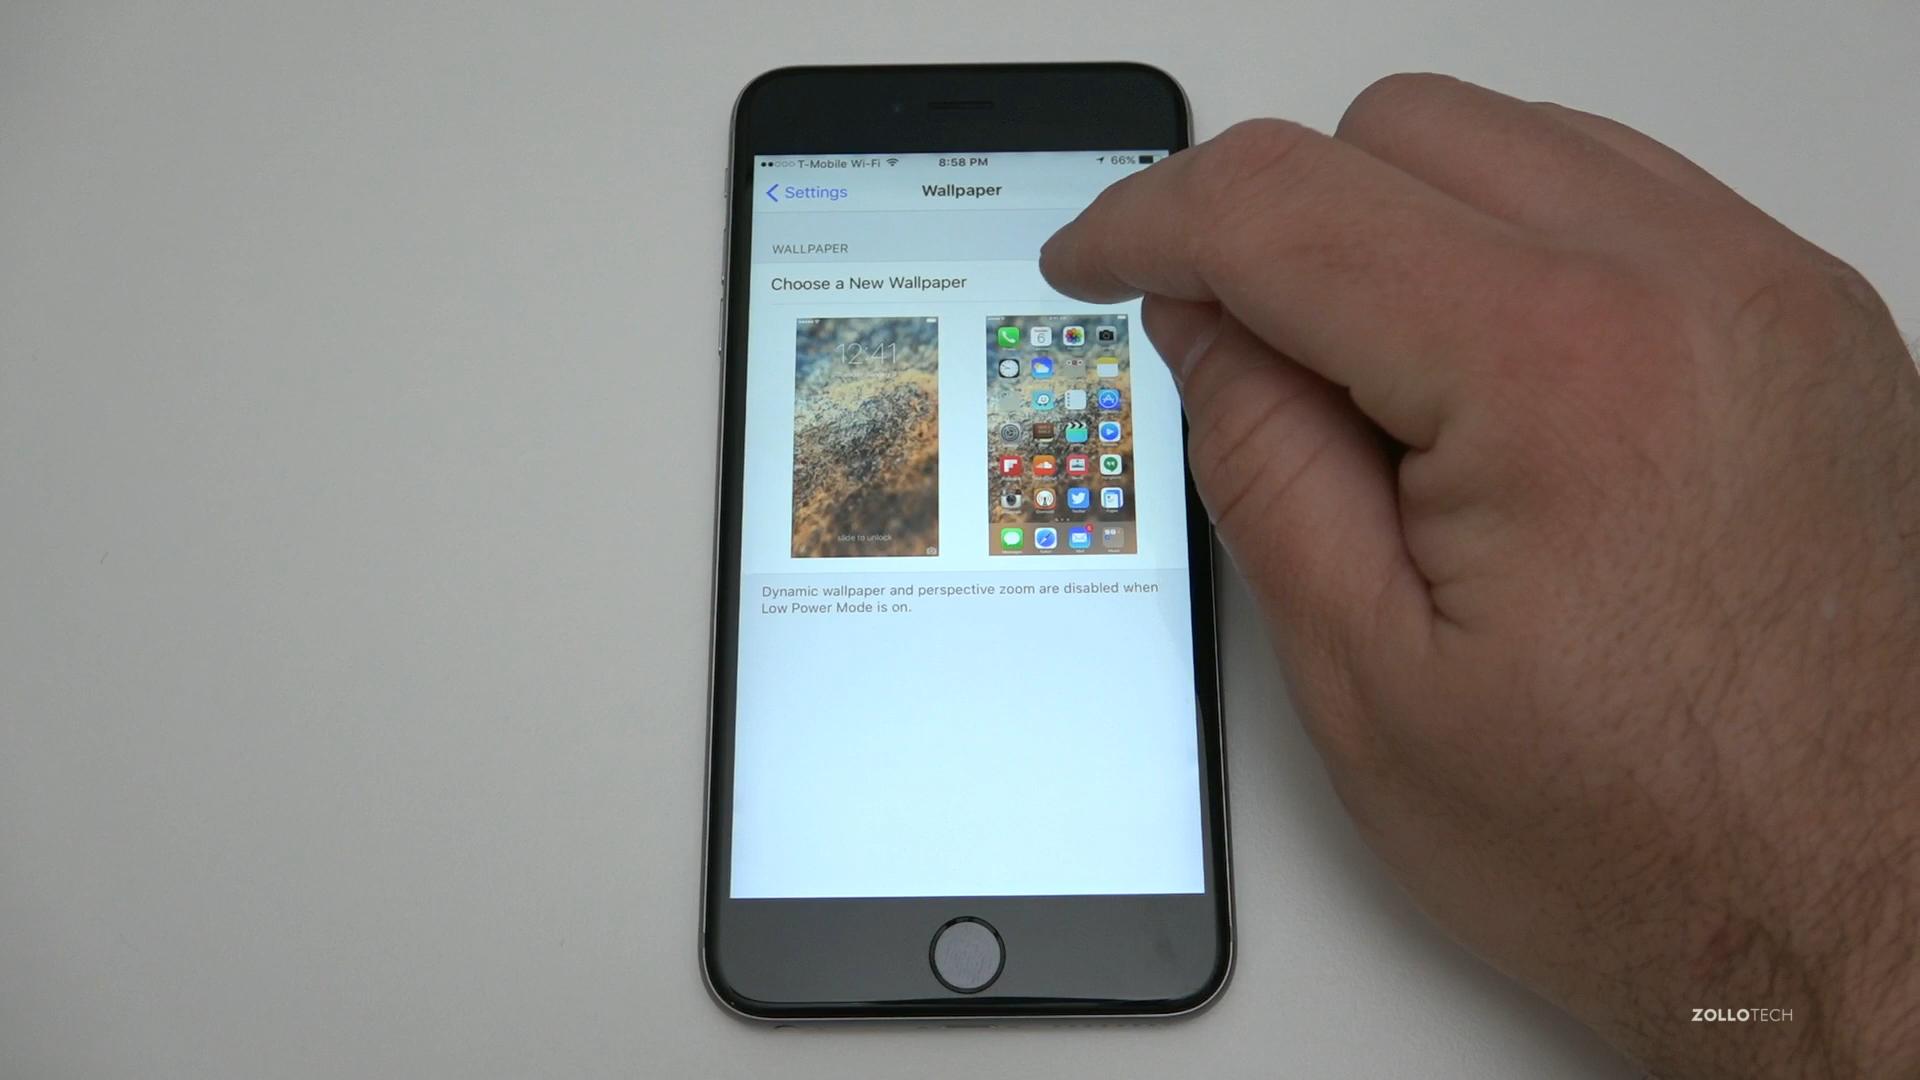 T-Mobile Wi-Fi 8:58 PM 66%
Settings Wallpaper
WALLPAPER
Choose a New Wallpaper
12:41
6
slide to unlock
Dynamic wallpaper and perspective zoom are disabled when
Low Power Mode is on.
ZOLLOTECH